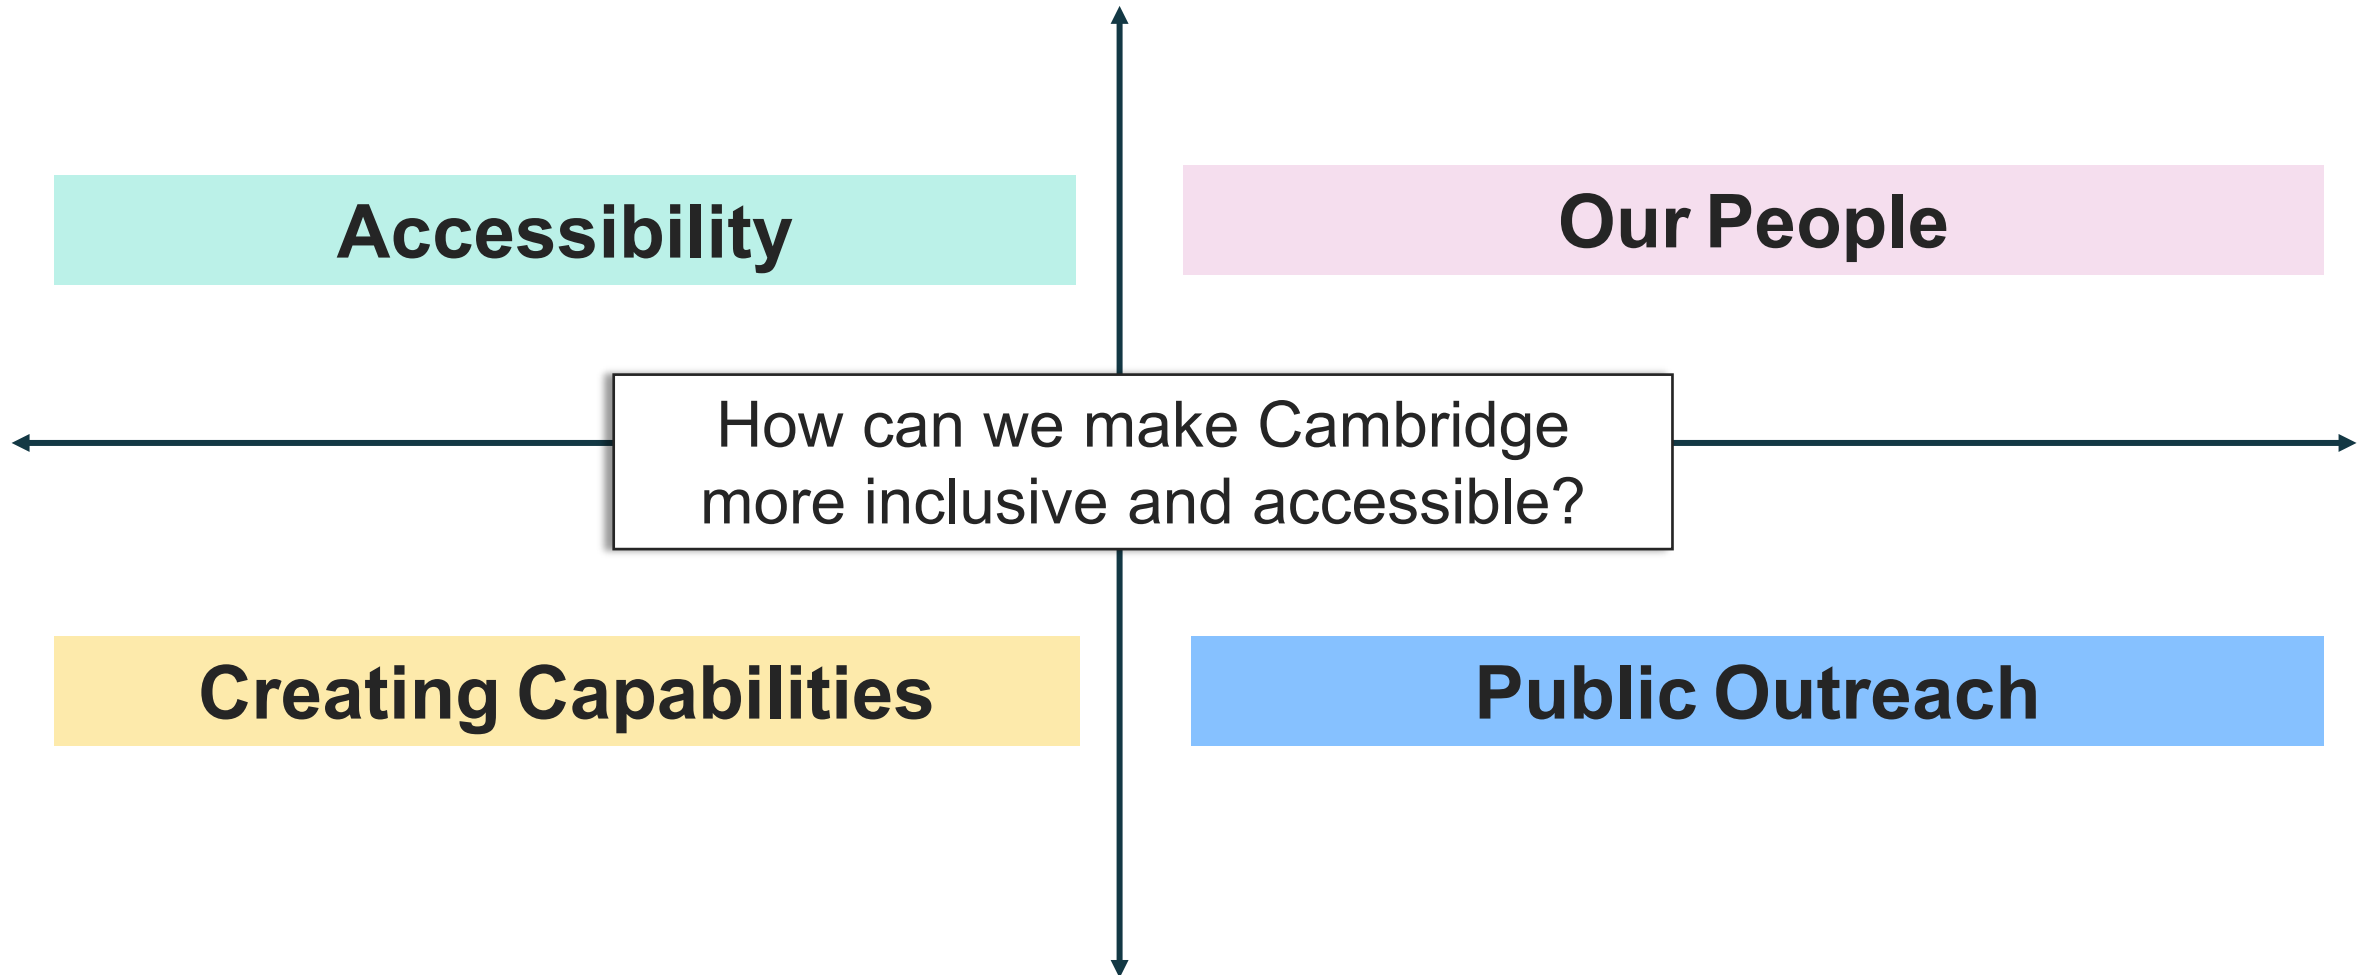 Accessibility
Our People
How can we make Cambridge
more inclusive and accessible?
Creating Capabilities
Public Outreach